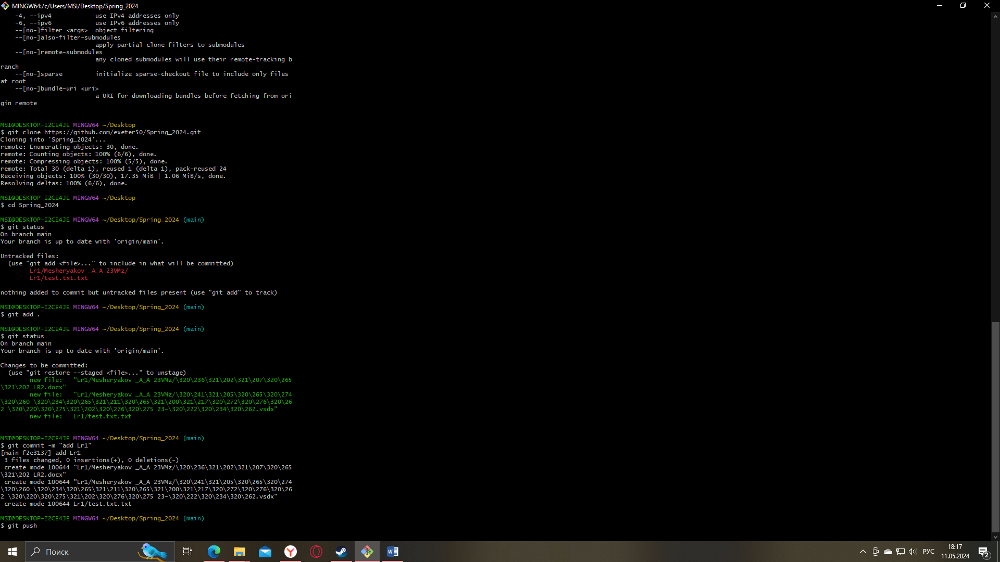 MINGW64:/c/Users/MSI/Desktop/Spring_2024
    -4, --ipv4            use IPv4 addresses only
    -6, --ipv6            use IPv6 addresses only
    --[no-]filter <args>  object filtering
    --[no-]also-filter-submodules
                          apply partial clone filters to submodules
    --[no-]remote-submodules
                          any cloned submodules will use their remote-tracking b
ranch
    --[no-]sparse         initialize sparse-checkout file to include only files
at root
    --[no-]bundle-uri <uri>
                          a URI for downloading bundles before fetching from ori
gin remote
MSI@DESKTOP-I2CE4JE MINGW64 ~/Desktop
$ git clone https://github.com/exeter50/Spring_2024.git
Cloning into 'Spring_2024'...
remote: Enumerating objects: 30, done.
remote: Counting objects: 100% (6/6), done.
remote: Compressing objects: 100% (5/5), done.
remote: Total 30 (delta 1), reused 1 (delta 1), pack-reused 24
Receiving objects: 100% (30/30), 17.35 MiB | 1.06 MiB/s, done.
Resolving deltas: 100% (6/6), done.
MSI@DESKTOP-I2CE4JE MINGW64 ~/Desktop
$ cd Spring_2024
MSI@DESKTOP-I2CE4JE MINGW64 ~/Desktop/Spring_2024 (main)
$ git status
On branch main
Your branch is up to date with 'origin/main'.
Untracked files:
  (use "git add <file>..." to include in what will be committed)
        Lr1/Mesheryakov _A_A 23VMz/
        Lr1/test.txt.txt
nothing added to commit but untracked files present (use "git add" to track)
MSI@DESKTOP-I2CE4JE MINGW64 ~/Desktop/Spring_2024 (main)
$ git add .
MSI@DESKTOP-I2CE4JE MINGW64 ~/Desktop/Spring_2024 (main)
$ git status
On branch main
Your branch is up to date with 'origin/main'.
Changes to be committed:
  (use "git restore --staged <file>..." to unstage)
        new file:   "Lr1/Mesheryakov _A_A 23VMz/\320\236\321\202\321\207\320\265
\321\202 LR2.docx"
        new file:   "Lr1/Mesheryakov _A_A 23VMz/\320\241\321\205\320\265\320\274
\320\260 \320\234\320\265\321\211\320\265\321\200\321\217\320\272\320\276\320\26
2 \320\220\320\275\321\202\320\276\320\275 23-\320\222\320\234\320\262.vsdx"
        new file:   Lr1/test.txt.txt
MSI@DESKTOP-I2CE4JE MINGW64 ~/Desktop/Spring_2024 (main)
$ git commit -m "add Lr1"
[main f2e3137] add Lr1
 3 files changed, 0 insertions(+), 0 deletions(-)
 create mode 100644 "Lr1/Mesheryakov _A_A 23VMz/\320\236\321\202\321\207\320\265
\321\202 LR2.docx"
 create mode 100644 "Lr1/Mesheryakov _A_A 23VMz/\320\241\321\205\320\265\320\274
\320\260 \320\234\320\265\321\211\320\265\321\200\321\217\320\272\320\276\320\26
2 \320\220\320\275\321\202\320\276\320\275 23-\320\222\320\234\320\262.vsdx"
 create mode 100644 Lr1/test.txt.txt
MSI@DESKTOP-I2CE4JE MINGW64 ~/Desktop/Spring_2024 (main)
$ git push
Поиск
РУС
18:17
11.05.2024
2